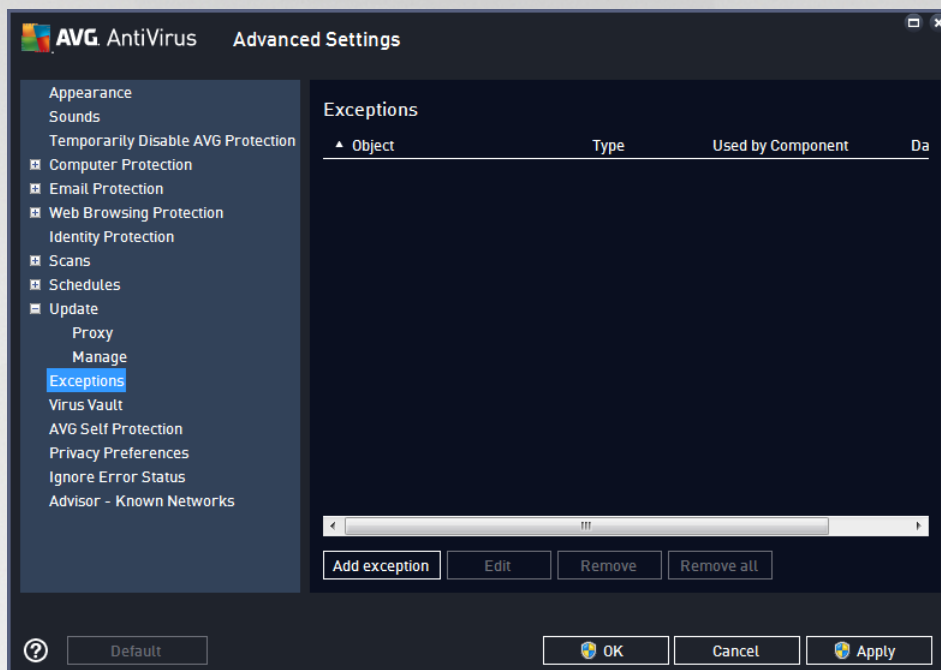 AVG AntiVirus Advanced Settings
Appearance
Sounds
Temporarily Disable AVG Protection
Computer Protection
Email Protection
Web Browsing Protection
Identity Protection
Scans
Schedules
Update
Proxy
Manage
Exceptions
Virus Vault
AVG Self Protection
Privacy Preferences
Ignore Error Status
Advisor - Known Networks
Exceptions
Object Type Used by Component Da
Add exception Edit Remove Remove all
? Default OK Cancel Apply